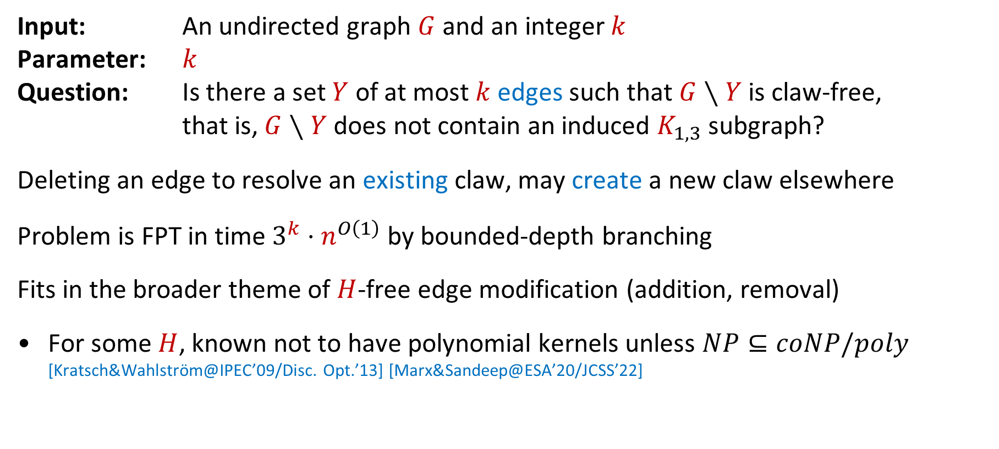 Input: An undirected graph G and an integer k
Parameter: k
Question: Is there a set Y of at most k edges such that G \ Y is claw-free,
that is, G \ Y does not contain an induced K_{1,3} subgraph?
Deleting an edge to resolve an existing claw, may create a new claw elsewhere
Problem is FPT in time 3^k · n^{O(1)} by bounded-depth branching
Fits in the broader theme of H-free edge modification (addition, removal)
• For some H, known not to have polynomial kernels unless NP ⊆ coNP/poly
[Kratsch&Wahlström@IPEC’09/Disc. Opt.’13] [Marx&Sandeep@ESA’20/JCSS’22]